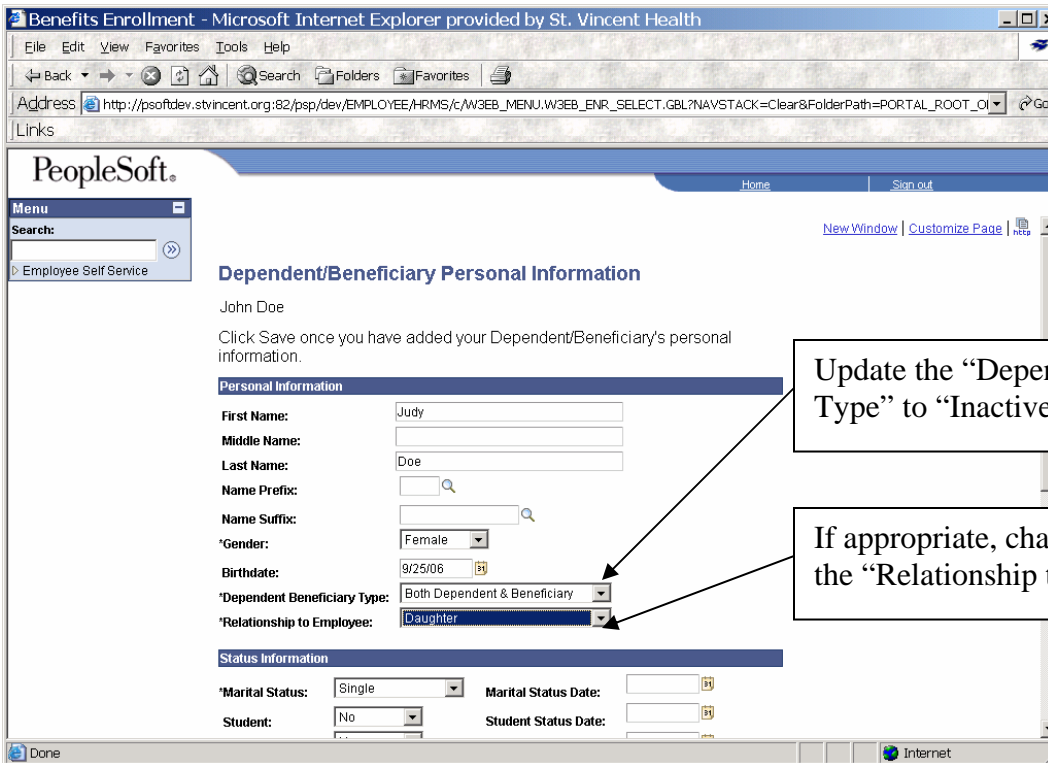 Benefits Enrollment - Microsoft Internet Explorer provided by St. Vincent Health
File Edit View Favorites Tools Help
Back Search Folders Favorites
Address http://psoftdev.stvincent.org:82/psp/dev/EMPLOYEE/HRMS/c/W3EB_MENU.W3EB_ENR_SELECT.GBL?NAVSTACK=Clear&FolderPath=PORTAL_ROOT_O Go
Links
PeopleSoft®
Home Sign out
Menu
Search:
Employee Self Service
New Window | Customize Page | http
Dependent/Beneficiary Personal Information
John Doe
Click Save once you have added your Dependent/Beneficiary's personal
information.
Personal Information
First Name: Judy
Middle Name:
Last Name: Doe
Name Prefix:
Name Suffix:
*Gender: Female
Birthdate: 9/25/06
*Dependent Beneficiary Type: Both Dependent & Beneficiary
*Relationship to Employee: Daughter
Update the “Depe
Type” to “Inactive
If appropriate, cha
the “Relationship
Status Information
*Marital Status: Single Marital Status Date:
Student: No Student Status Date:
Done Internet